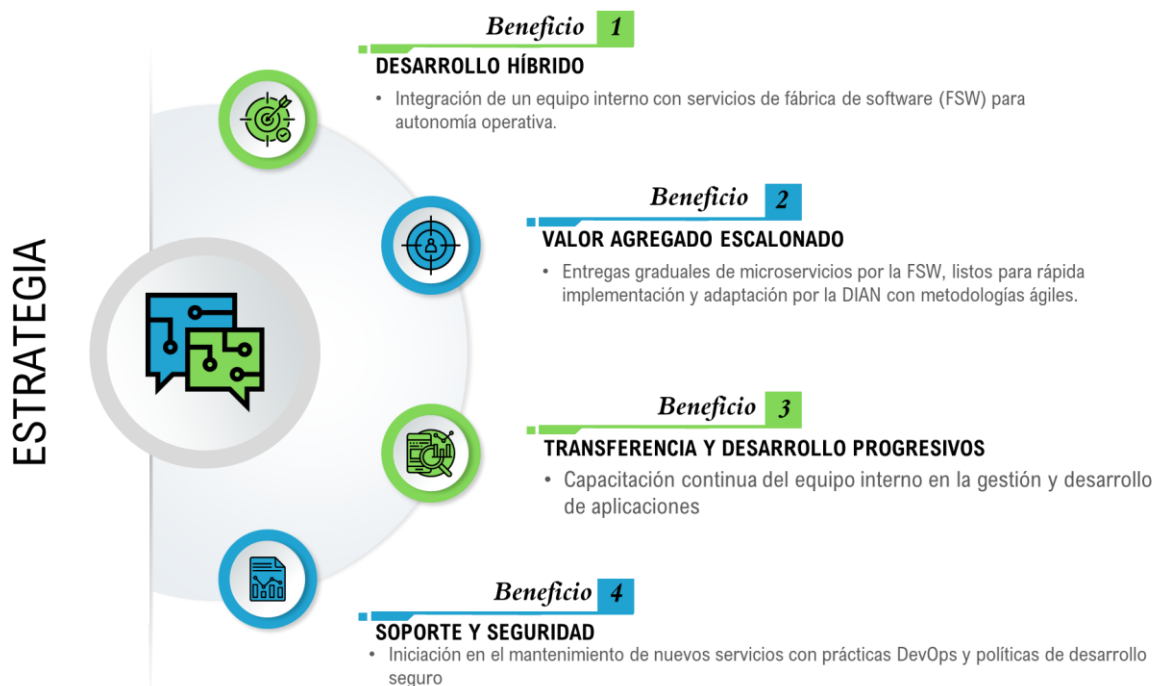 ESTRATEGIA
Beneficio 1
DESARROLLO HÍBRIDO
• Integración de un equipo interno con servicios de fábrica de software (FSW) para
autonomía operativa.
Beneficio 2
VALOR AGREGADO ESCALONADO
• Entregas graduales de microservicios por la FSW, listos para rápida
implementación y adaptación por la DIAN con metodologías ágiles.
Beneficio 3
TRANSFERENCIA Y DESARROLLO PROGRESIVOS
• Capacitación continua del equipo interno en la gestión y desarrollo
de aplicaciones
Beneficio 4
SOPORTE Y SEGURIDAD
• Iniciación en el mantenimiento de nuevos servicios con prácticas DevOps y políticas de desarrollo
seguro